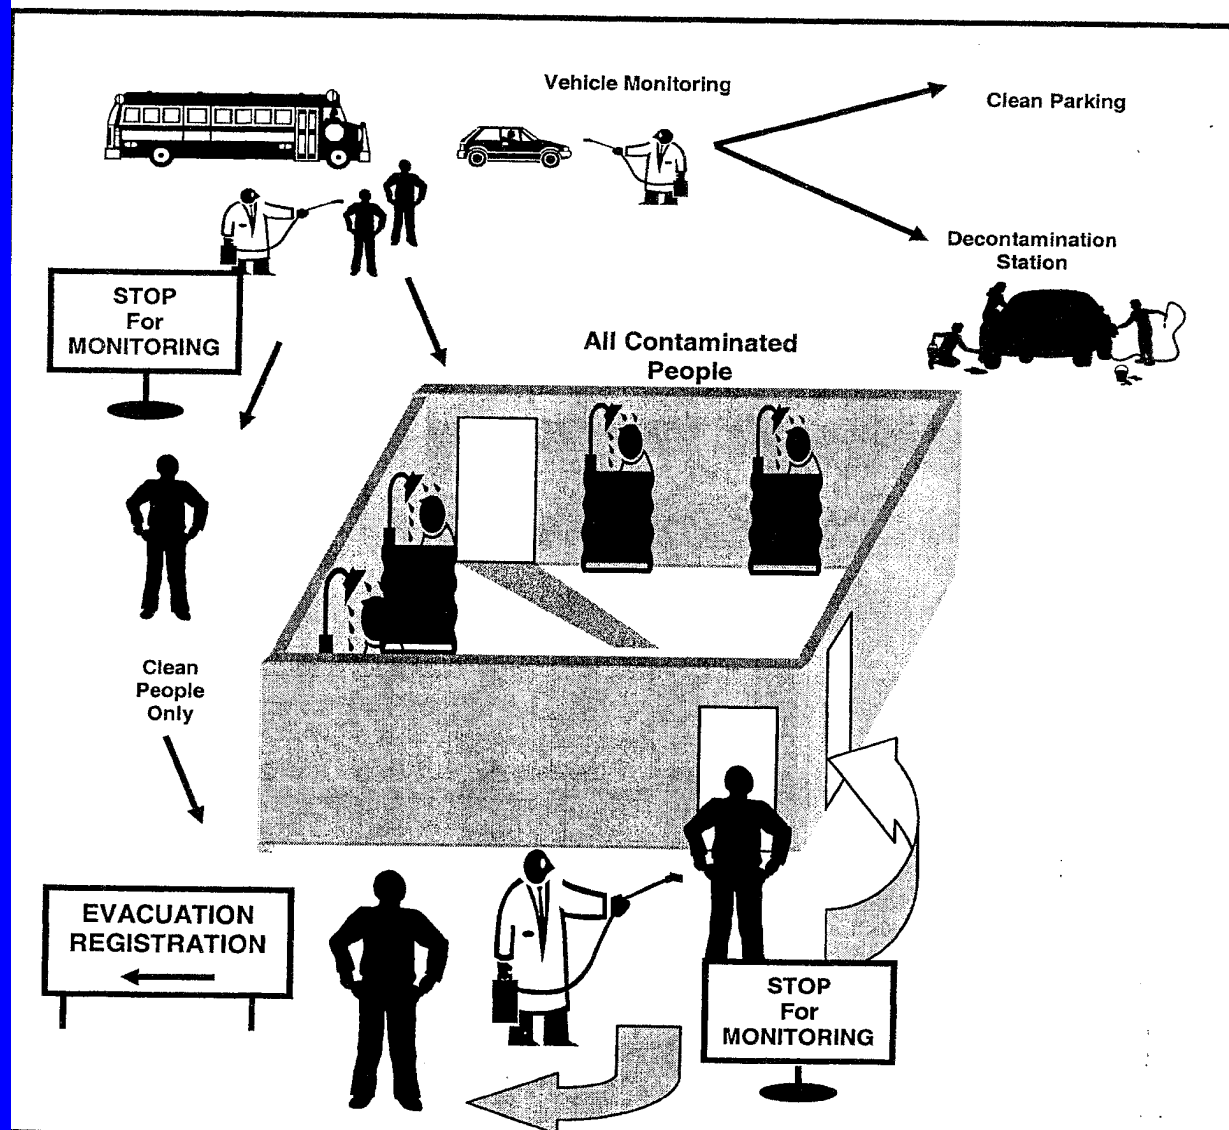 Vehicle Monitoring
Clean Parking
Decontamination
Station
STOP
For
MONITORING
All Contaminated
People
Clean
People
Only
EVACUATION
REGISTRATION
STOP
For
MONITORING